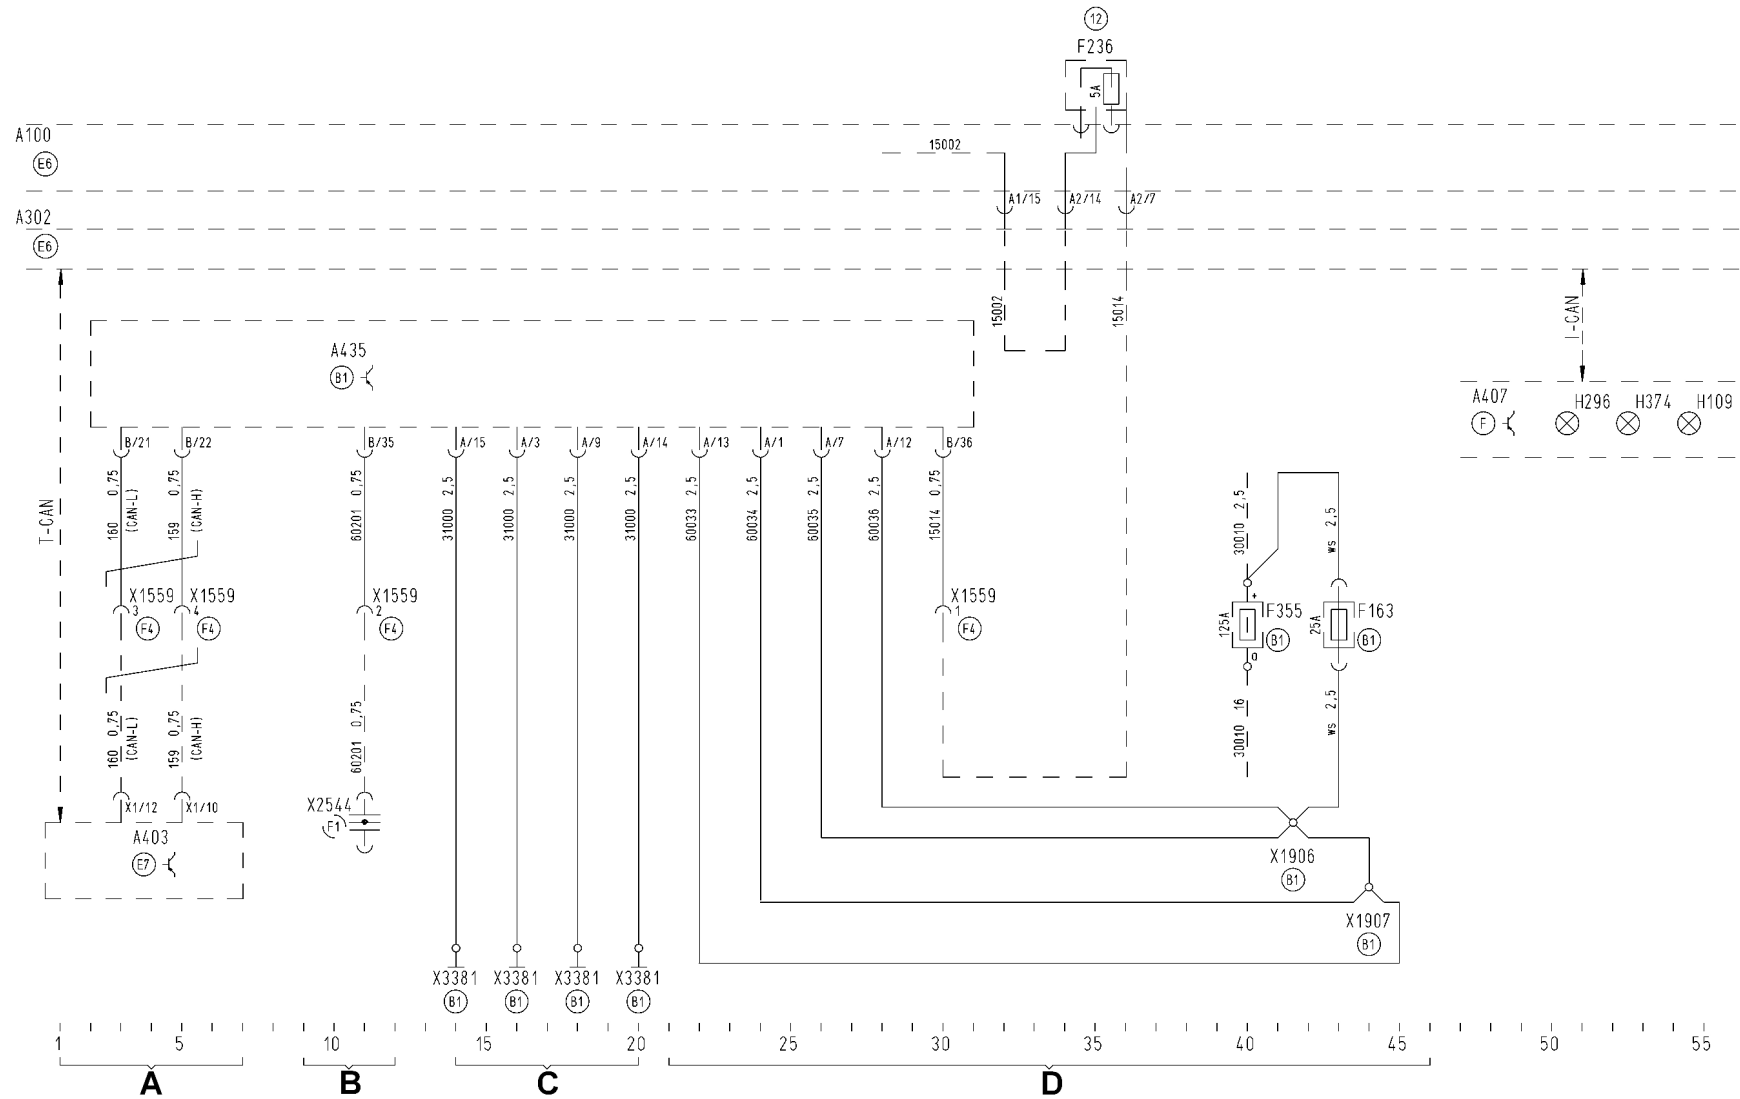 12
F236
5A
A100
E6
15002
A302
E6
A1/15
A2/14
A2/7
15002
15014
T-CAN
I-CAN
A435
B1
A407
F
H296
H374
H109
B/21
B/22
B/35
A/15
A/3
A/9
A/14
A/13
A/1
A/7
A/12
B/36
160 0,75
(CAN-L)
159 0,75
(CAN-H)
60201 0,75
31000 2,5
31000 2,5
31000 2,5
31000 2,5
60033 2,5
60034 2,5
60035 2,5
60036 2,5
15014 0,75
30010 2,5
ws 2,5
X1559
3
F4
X1559
4
F4
X1559
2
F4
X1559
1
F4
125A
+
F355
B1
a
25A
F163
B1
160 0,75
(CAN-L)
159 0,75
(CAN-H)
60201 0,75
30010 16
ws 2,5
X1/12
X1/10
A403
E7
X2544
F1
X1906
B1
X1907
B1
X3381
B1
X3381
B1
X3381
B1
X3381
B1
1 5 10 15 20 25 30 35 40 45 50 55
A B C D